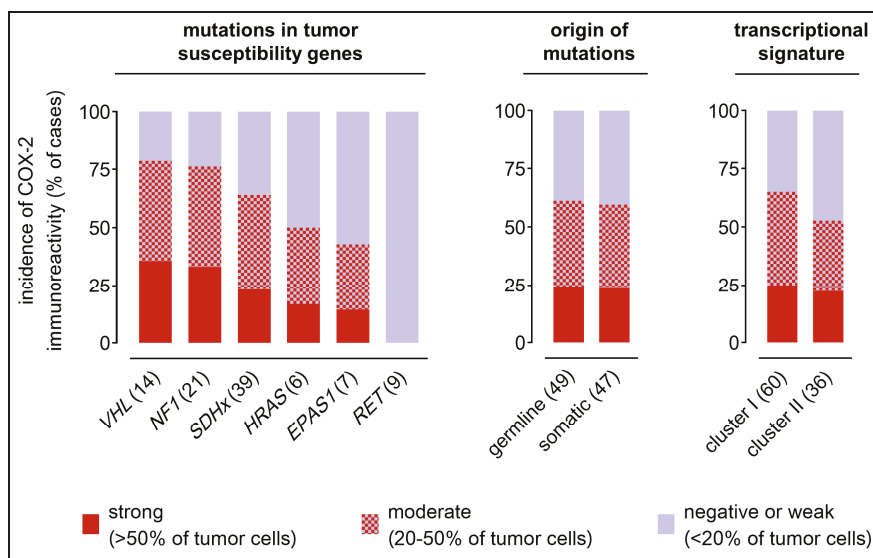 mutations in tumor
susceptibility genes
origin of
mutations
transcriptional
signature
incidence of COX-2
immunoreactivity (% of cases)
100
75
50
25
0
100
75
50
25
0
100
75
50
25
0
VHL (14)
NF1 (21)
SDHx (39)
HRAS (6)
EPAS1 (7)
RET (9)
germline (49)
somatic (47)
cluster I (60)
cluster II (36)
strong
(>50% of tumor cells)
moderate
(20-50% of tumor cells)
negative or weak
(<20% of tumor cells)